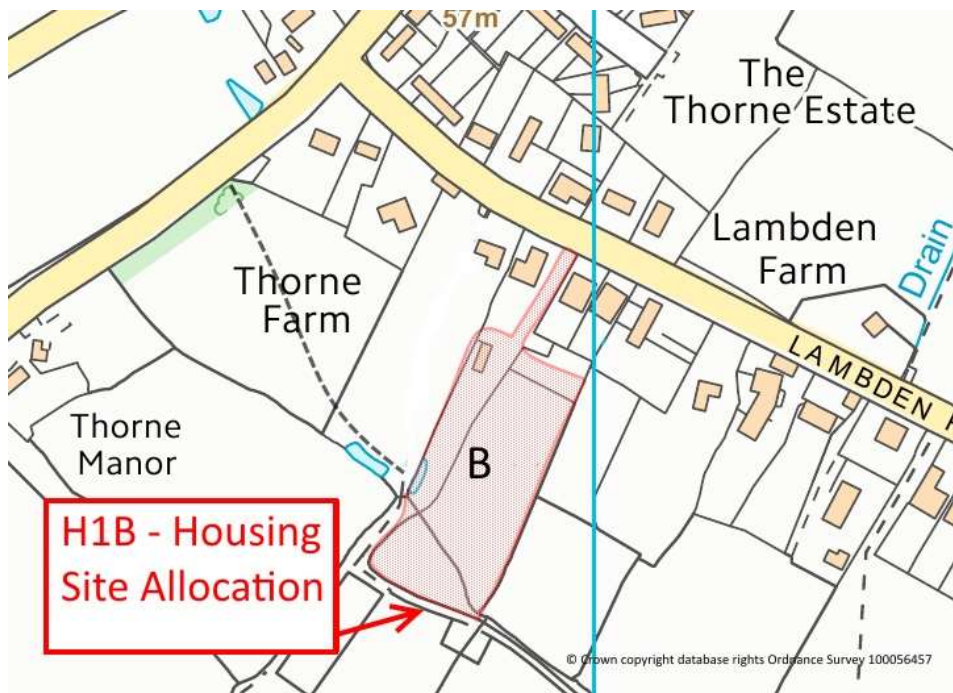 57m
The
Thorne Estate
Lambden
Farm
Drain
Thorne
Farm
LAMBDEN
Thorne
Manor
B
H1B - Housing
Site Allocation
© Crown copyright database rights Ordnance Survey 100056457